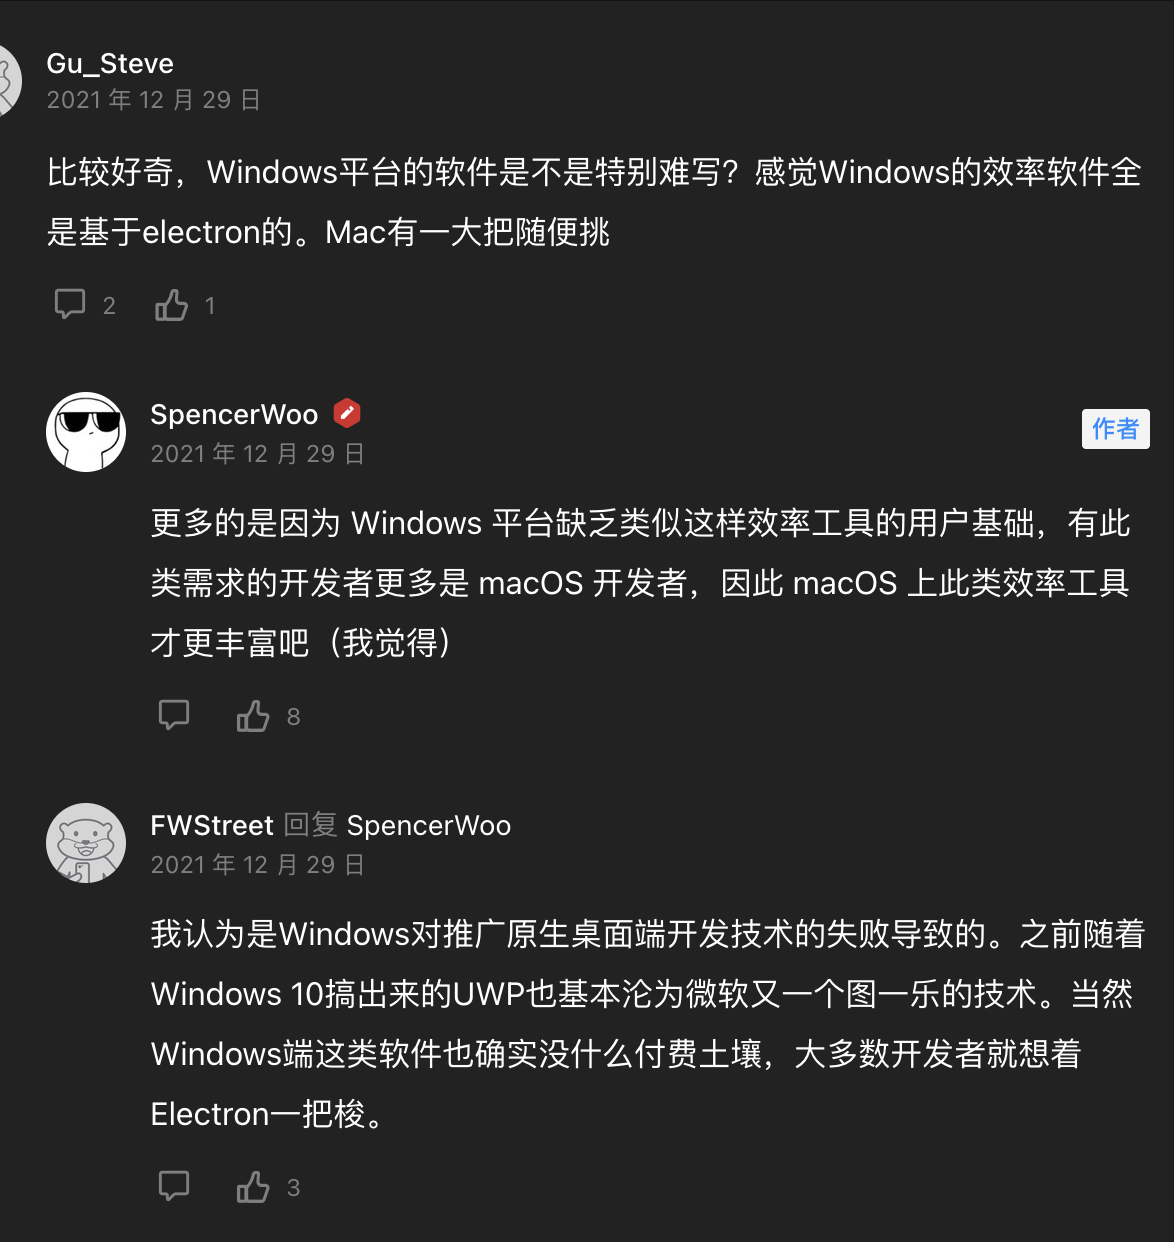 Gu_Steve
2021 年 12 月 29 日
比较好奇，Windows平台的软件是不是特别难写？感觉Windows的效率软件全
是基于electron的。Mac有一大把随便挑
2 1
SpencerWoo
作者
2021 年 12 月 29 日
更多的是因为 Windows 平台缺乏类似这样效率工具的用户基础，有此
类需求的开发者更多是 macOS 开发者，因此 macOS 上此类效率工具
才更丰富吧（我觉得）
8
FWStreet 回复 SpencerWoo
2021 年 12 月 29 日
我认为是Windows对推广原生桌面端开发技术的失败导致的。之前随着
Windows 10搞出来的UWP也基本沦为微软又一个图一乐的技术。当然
Windows端这类软件也确实没什么付费土壤，大多数开发者就想着
Electron一把梭。
3